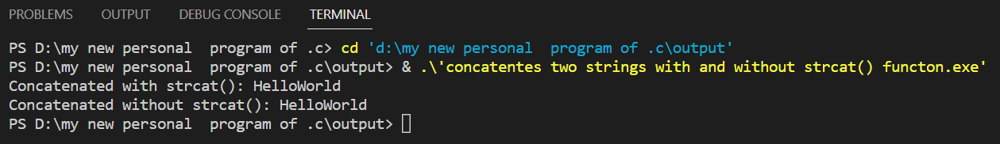 PROBLEMS OUTPUT DEBUG CONSOLE TERMINAL
PS D:\my new personal  program of .c> cd 'd:\my new personal  program of .c\output'
PS D:\my new personal  program of .c\output> & .\'concatentes two strings with and without strcat() functon.exe'
Concatenated with strcat(): HelloWorld
Concatenated without strcat(): HelloWorld
PS D:\my new personal  program of .c\output>